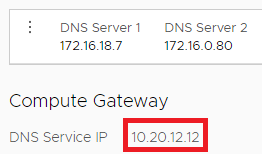 DNS Server 1 DNS Server 2
172.16.18.7 172.16.0.80
Compute Gateway
DNS Service IP 10.20.12.12